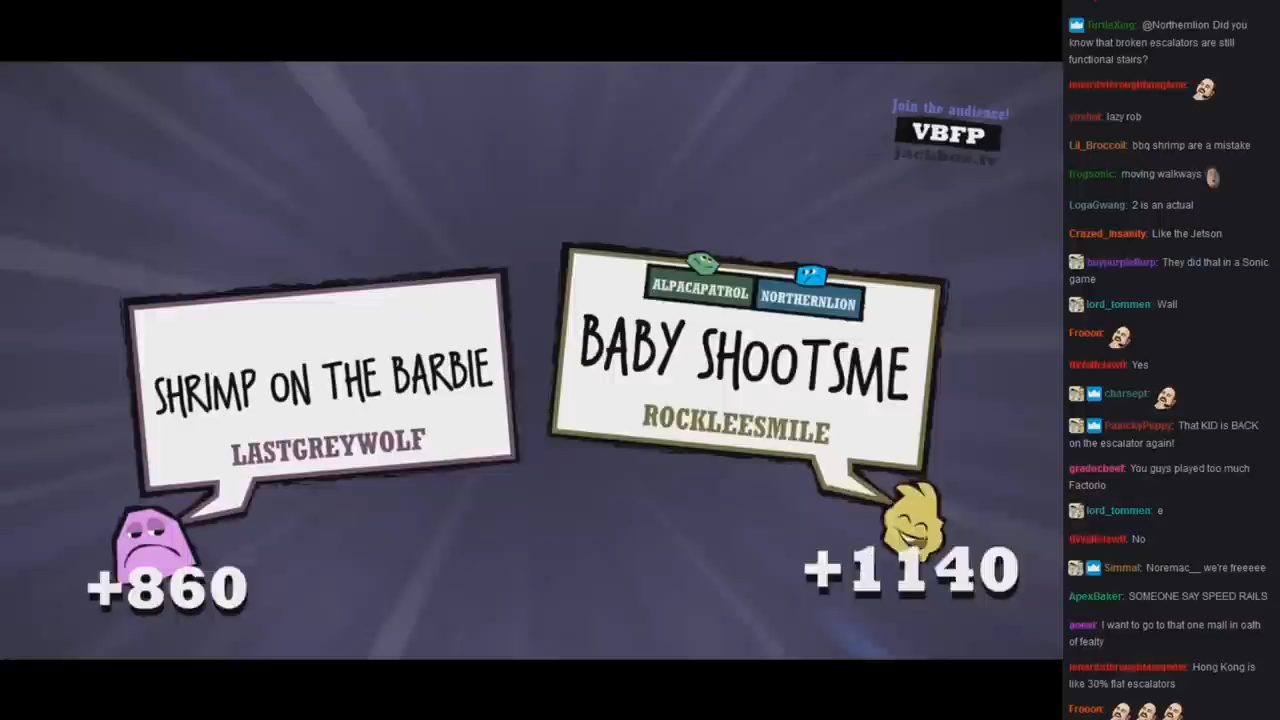 Join the audience!
VBFP
jackbox.tv
SHRIMP ON THE BARBIE
LASTGREYWOLF
+860
ALPACAPATROL
NORTHERNLION
BABY SHOOTSME
ROCKLEESMILE
+1140
TurtleXing: @Northernlion Did you
know that broken escalators are still
functional stairs?
lazy rob
Lil_Broccoli: bbq shrimp are a mistake
frogsonic: moving walkways
LogaGwang: 2 is an actual
Crazed_Insanity: Like the Jetson
buypurpleBurp: They did that in a Sonic
game
lord_tommen: Wall
Frooon:
Yes
charsept:
PanickyPuppy: That KID is BACK
on the escalator again!
gradocbeef: You guys played too much
Factorio
lord_tommen: e
No
Simmal: Noremac__ we're freeeee
ApexBaker: SOMEONE SAY SPEED RAILS
I want to go to that one mall in oath
of fealty
Hong Kong is
like 30% flat escalators
Frooon: